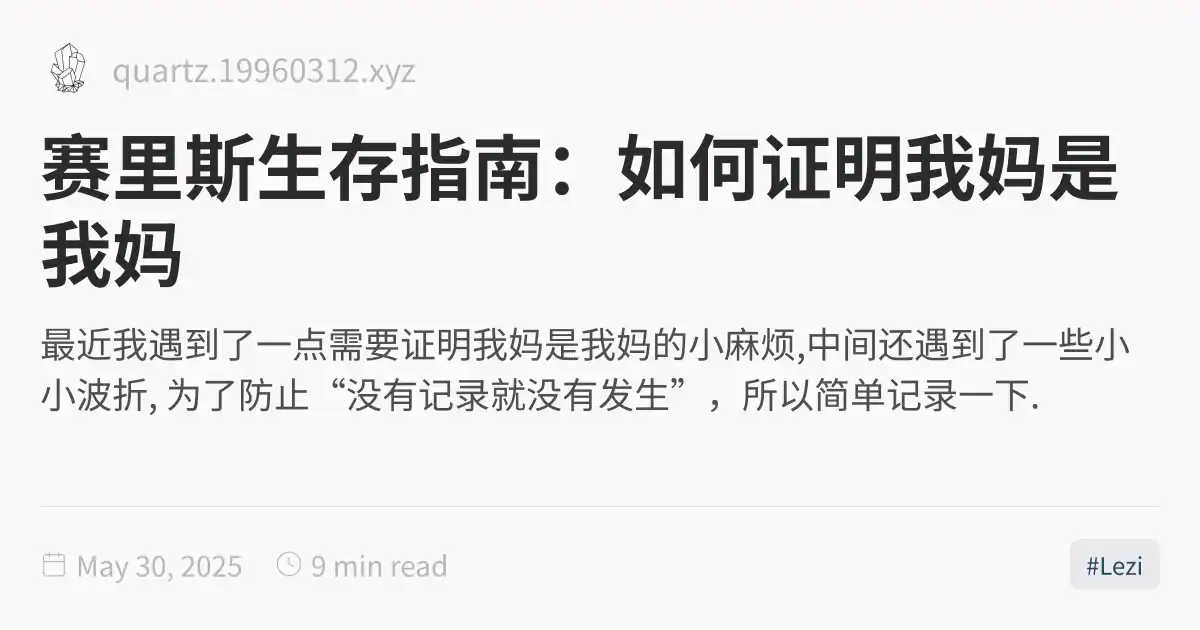 quartz.19960312.xyz
赛里斯生存指南：如何证明我妈是
我妈
最近我遇到了一点需要证明我妈是我妈的小麻烦,中间还遇到了一些小
小波折, 为了防止“没有记录就没有发生”，所以简单记录一下.
May 30, 2025
9 min read
#Lezi